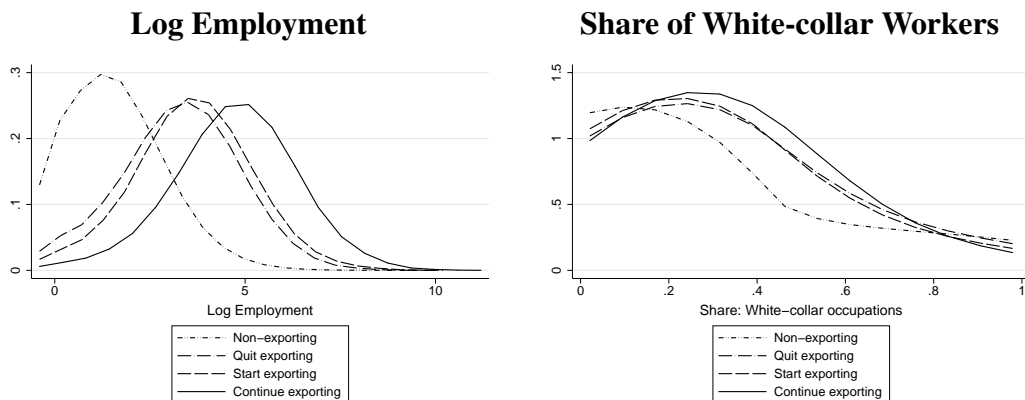 Log Employment
.3
.2
.1
0
0
5
10
Log Employment
Non−exporting
Quit exporting
Start exporting
Continue exporting
Share of White-collar Workers
1.5
1
.5
0
0
.2
.4
.6
.8
1
Share: White−collar occupations
Non−exporting
Quit exporting
Start exporting
Continue exporting